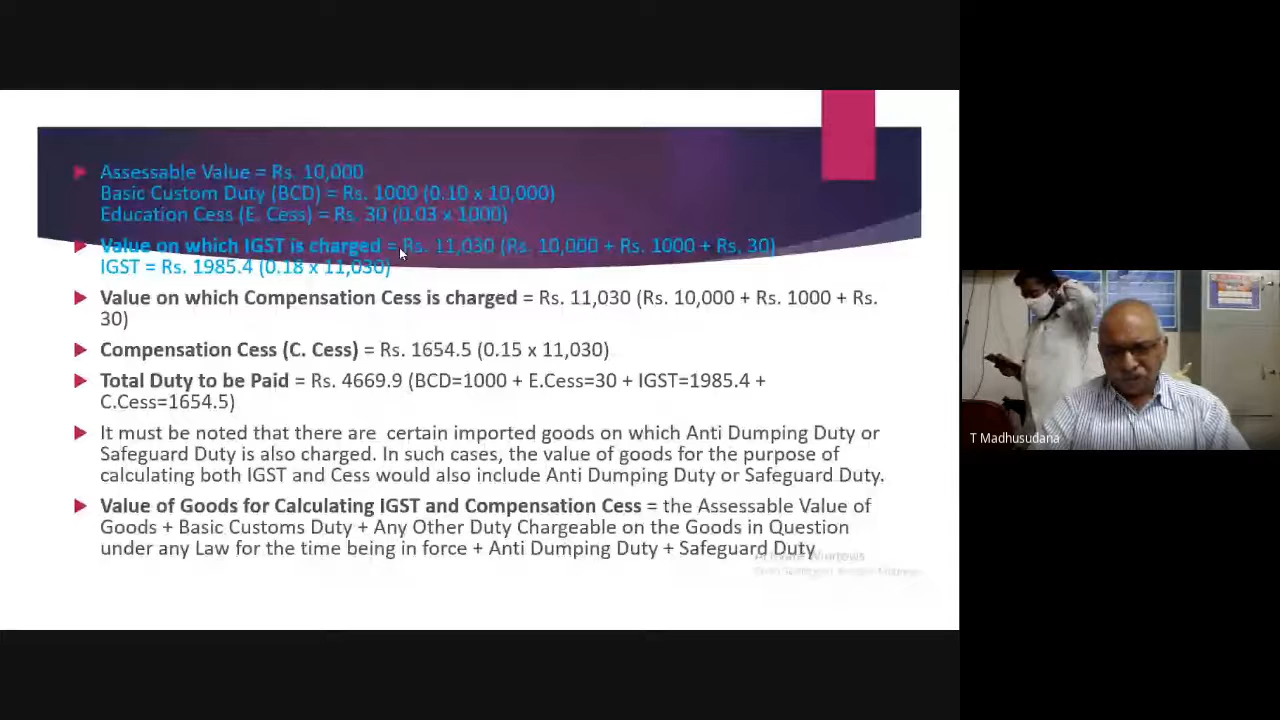 Assessable Value = Rs. 10,000
Basic Custom Duty (BCD) = Rs. 1000 (0.10 x 10,000)
Education Cess (E. Cess) = Rs. 30 (0.03 x 1000)
Value on which IGST is charged = Rs. 11,030 (Rs. 10,000 + Rs. 1000 + Rs. 30)
IGST = Rs. 1985.4 (0.18 x 11,030)
Value on which Compensation Cess is charged = Rs. 11,030 (Rs. 10,000 + Rs. 1000 + Rs.
30)
Compensation Cess (C. Cess) = Rs. 1654.5 (0.15 x 11,030)
Total Duty to be Paid = Rs. 4669.9 (BCD=1000 + E.Cess=30 + IGST=1985.4 +
C.Cess=1654.5)
It must be noted that there are certain imported goods on which Anti Dumping Duty or
Safeguard Duty is also charged. In such cases, the value of goods for the purpose of
calculating both IGST and Cess would also include Anti Dumping Duty or Safeguard Duty.
Value of Goods for Calculating IGST and Compensation Cess = the Assessable Value of
Goods + Basic Customs Duty + Any Other Duty Chargeable on the Goods in Question
under any Law for the time being in force + Anti Dumping Duty + Safeguard Duty
Activate Windows
T Madhusudana